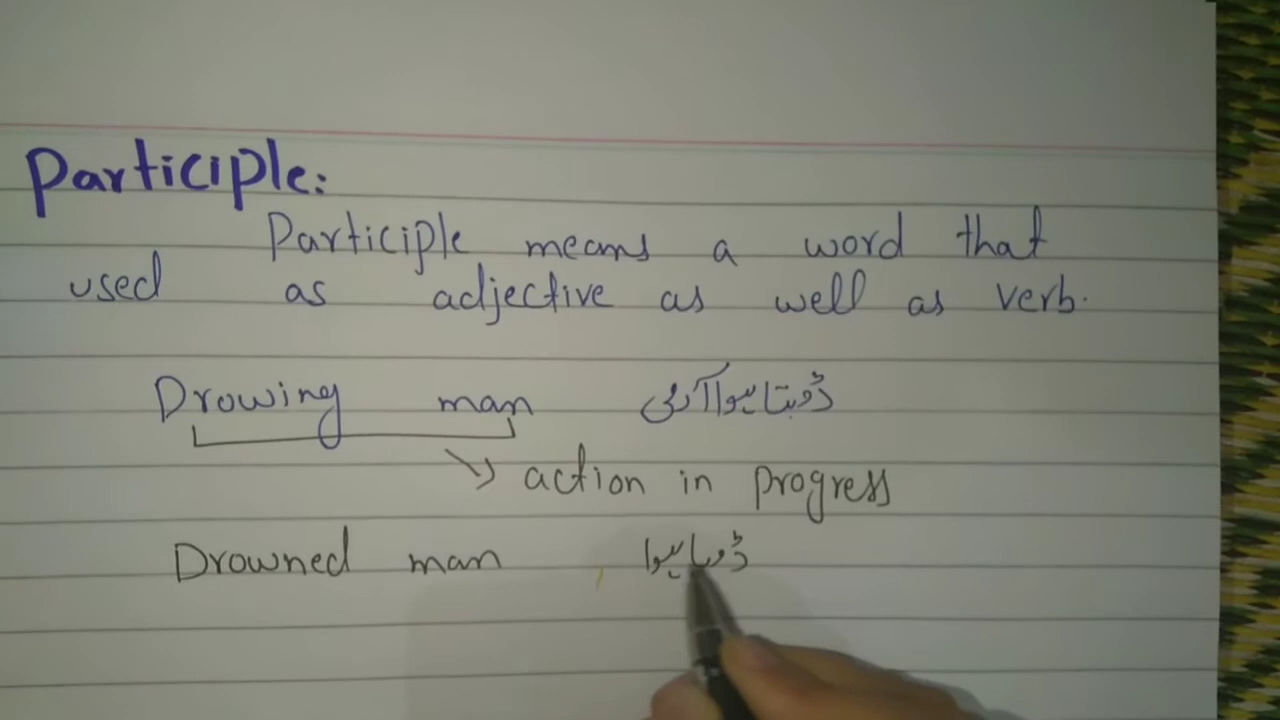 Participle:
Participle means a word that
used as adjective as well as verb.
Drowing man ڈوبتا ہوا آدمی
action in progress
Drowned man ڈوبا ہوا